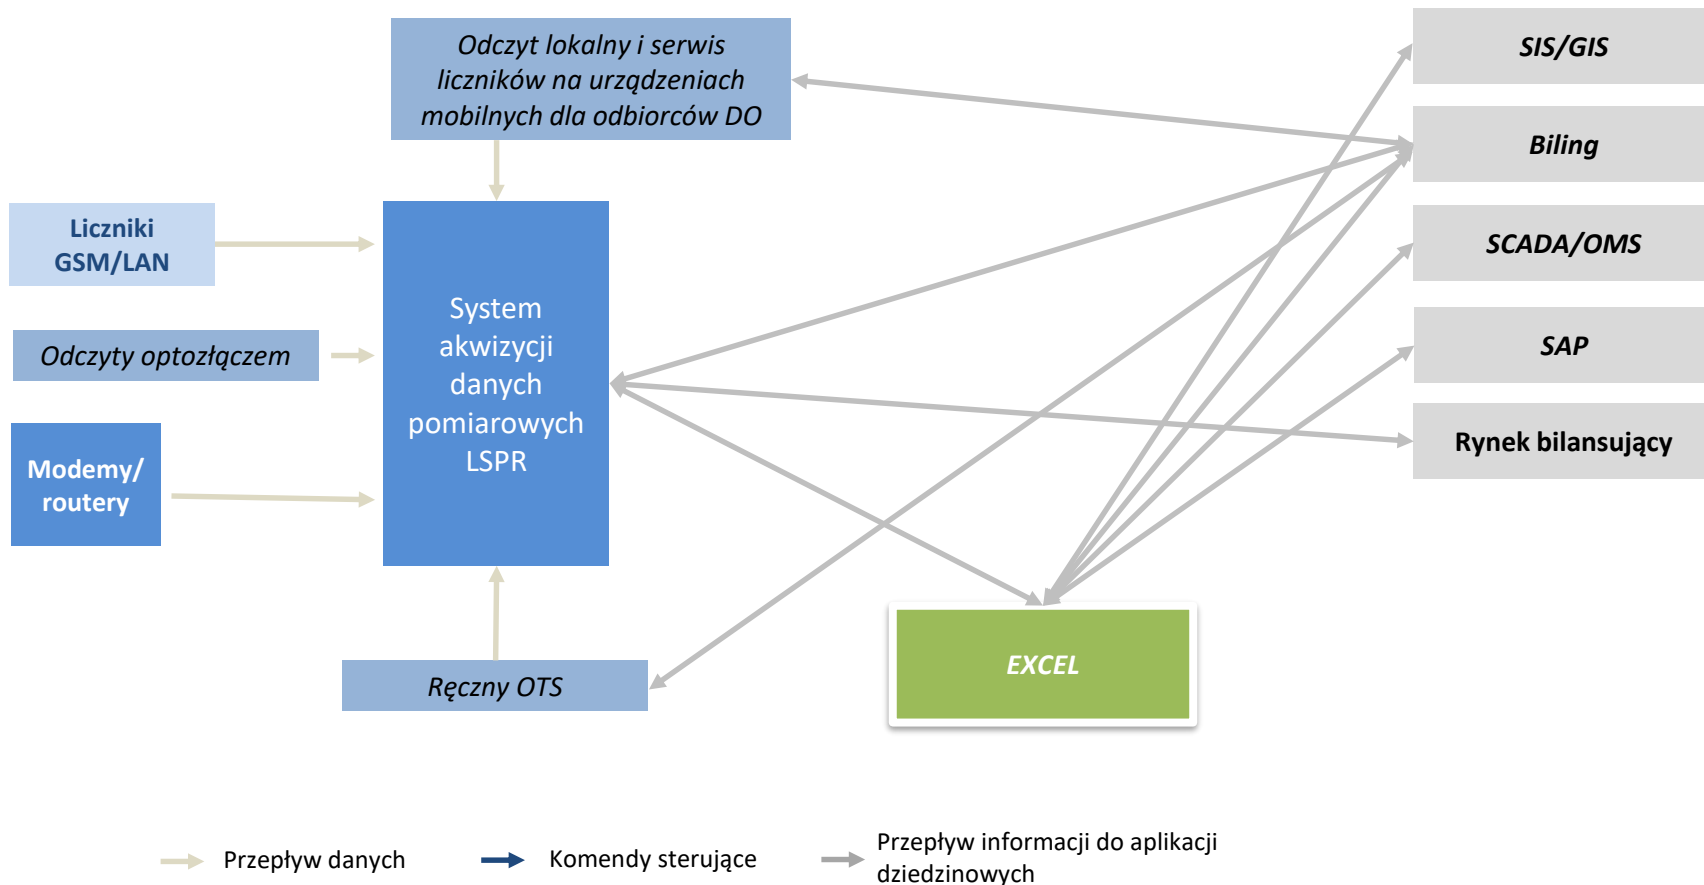 Odczyt lokalny i serwis
liczników na urządzeniach
mobilnych dla odbiorców DO
SIS/GIS
Biling
Liczniki
GSM/LAN
SCADA/OMS
System
akwizycji
danych
pomiarowych
LSPR
Odczyty optozłączem
SAP
Modemy/
routery
Rynek bilansujący
Ręczny OTS
EXCEL
Przepływ danych
Komendy sterujące
Przepływ informacji do aplikacji
dziedzinowych